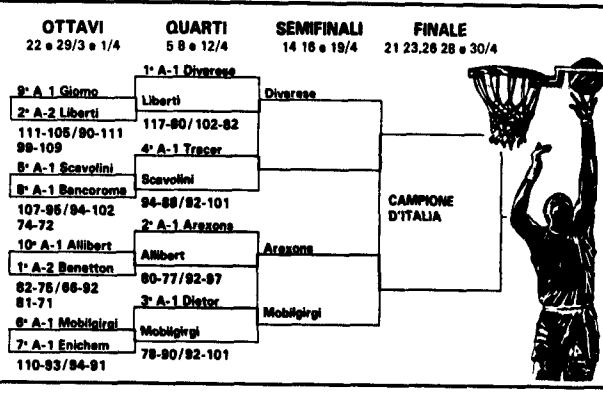 OTTAVI
22 e 29/3 e 1/4
9ª A-1 Giomo
2ª A-2 Liberti
111-105/90-111
99-109
5ª A-1 Scavolini
8ª A-1 Bancoroma
107-95/94-102
74-72
10ª A-1 Allibert
1ª A-2 Benetton
82-75/66-92
81-71
6ª A-1 Mobilgirgi
7ª A-1 Enichem
110-93/94-91
QUARTI
5 8 e 12/4
1ª A-1 Divarese
Liberti
117-80/102-82
4ª A-1 Tracer
Scavolini
94-88/92-101
2ª A-1 Arexons
Allibert
80-77/92-87
3ª A-1 Dietor
Mobilgirgi
78-90/92-101
SEMIFINALI
14 16 e 19/4
Divarese
Arexons
Mobilgirgi
FINALE
21 23,26 28 e 30/4
CAMPIONE
D'ITALIA